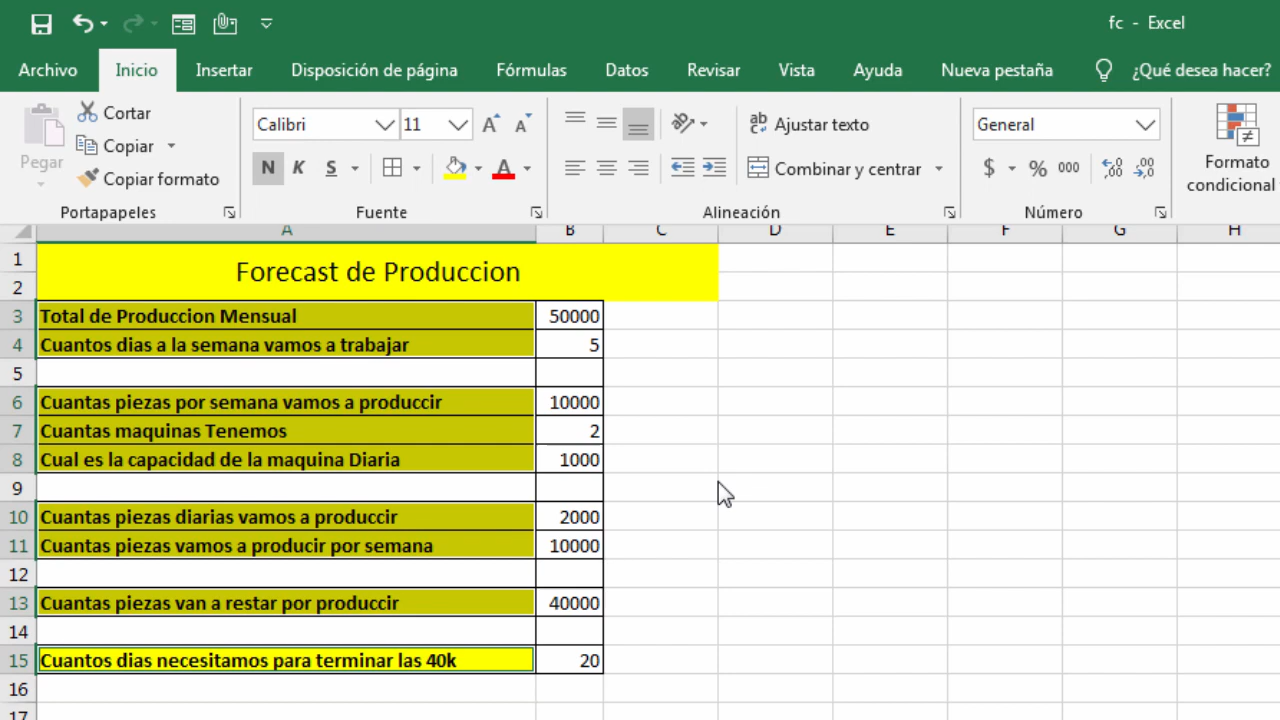 fc - Excel
Archivo Inicio Insertar Disposición de página Fórmulas Datos Revisar Vista Ayuda Nueva pestaña ¿Qué desea hacer?
Pegar
Cortar
Copiar
Copiar formato
Portapapeles
Calibri 11 A A
N K S A
Fuente
ab c Ajustar texto
Combinar y centrar
Alineación
General
$ % 000 ,00 ,00
Número
Formato
condicional
A B C D E F G H
1 Forecast de Produccion
2
3 Total de Produccion Mensual 50000
4 Cuantos dias a la semana vamos a trabajar 5
5
6 Cuantas piezas por semana vamos a produccir 10000
7 Cuantas maquinas Tenemos 2
8 Cual es la capacidad de la maquina Diaria 1000
9
10 Cuantas piezas diarias vamos a produccir 2000
11 Cuantas piezas vamos a producir por semana 10000
12
13 Cuantas piezas van a restar por produccir 40000
14
15 Cuantos dias necesitamos para terminar las 40k 20
16
17